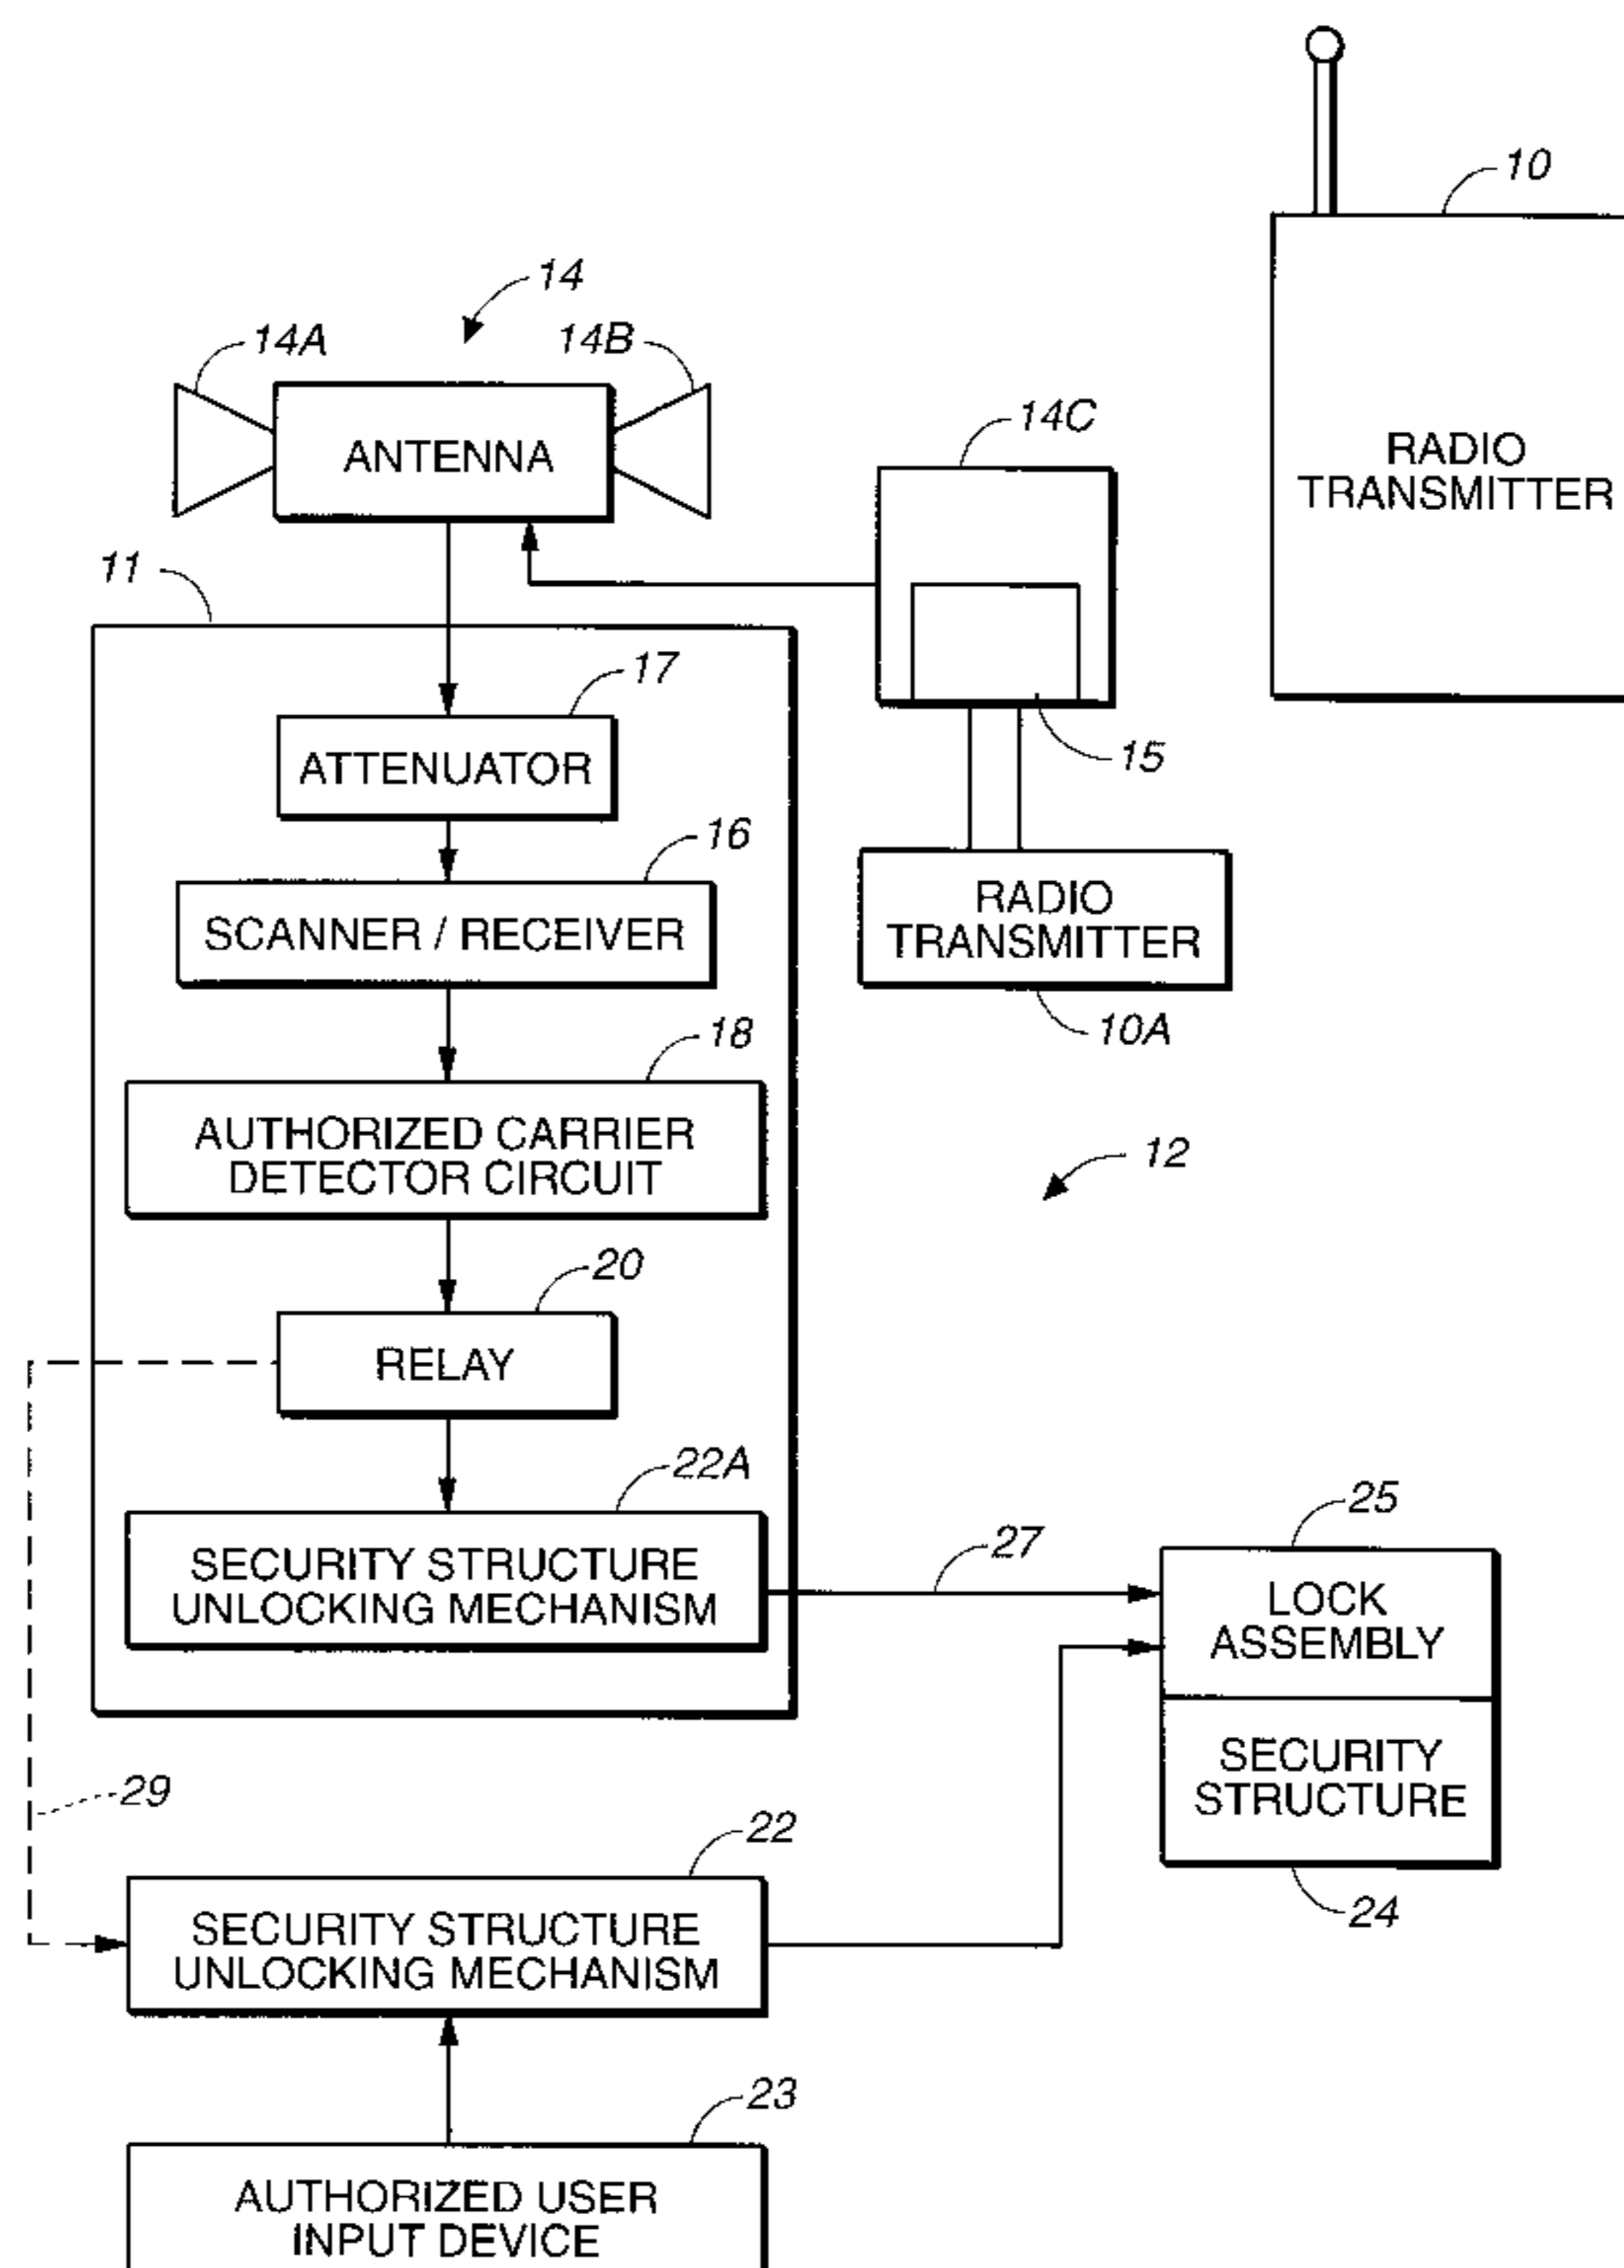 10
RADIO
TRANSMITTER
14
14A
14B
ANTENNA
14C
11
17
ATTENUATOR
15
16
SCANNER / RECEIVER
RADIO
TRANSMITTER
10A
18
AUTHORIZED CARRIER
DETECTOR CIRCUIT
12
20
RELAY
22A
SECURITY STRUCTURE
UNLOCKING MECHANISM
27
25
LOCK
ASSEMBLY
SECURITY
STRUCTURE
24
29
22
SECURITY STRUCTURE
UNLOCKING MECHANISM
23
AUTHORIZED USER
INPUT DEVICE